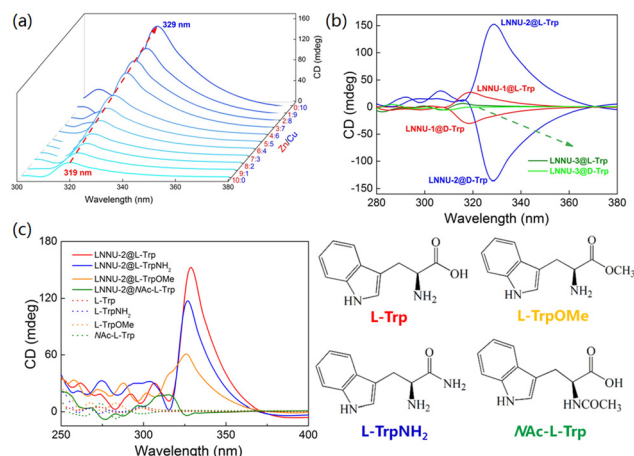 (a)
329 nm
319 nm
160
120
80
40
0
CD (mdeg)
0:10
1:9
2:8
3:7
4:6
5:5
6:4
7:3
8:2
9:1
10:0
Zn/Cu
300
320
340
360
380
Wavelength (nm)
(b)
150
100
50
0
-50
-100
-150
CD (mdeg)
LNNU-2@L-Trp
LNNU-1@L-Trp
LNNU-1@D-Trp
LNNU-3@L-Trp
LNNU-3@D-Trp
LNNU-2@D-Trp
280
300
320
340
360
380
Wavelength (nm)
(c)
180
120
60
0
CD (mdeg)
LNNU-2@L-Trp
LNNU-2@L-TrpNH₂
LNNU-2@L-TrpOMe
LNNU-2@NAc-L-Trp
L-Trp
L-TrpNH₂
L-TrpOMe
NAc-L-Trp
250
300
350
400
Wavelength (nm)
O
OH
NH₂
HN
L-Trp
O
OCH₃
NH₂
HN
L-TrpOMe
O
NH₂
NH₂
HN
L-TrpNH₂
O
OH
HNCOCH₃
HN
NAc-L-Trp